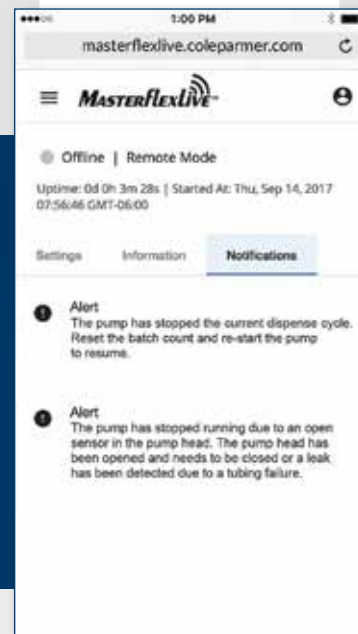 1:00 PM
masterflexlive.coleparmer.com
MASTERFLEXLIVE™
Offline | Remote Mode
Uptime: 0d 0h 3m 28s | Started At: Thu, Sep 14, 2017
07:56:46 GMT-06:00
Settings Information Notifications
Alert
The pump has stopped the current dispense cycle.
Reset the batch count and re-start the pump
to resume.
Alert
The pump has stopped running due to an open
sensor in the pump head. The pump head has
been opened and needs to be closed or a leak
has been detected due to a tubing failure.